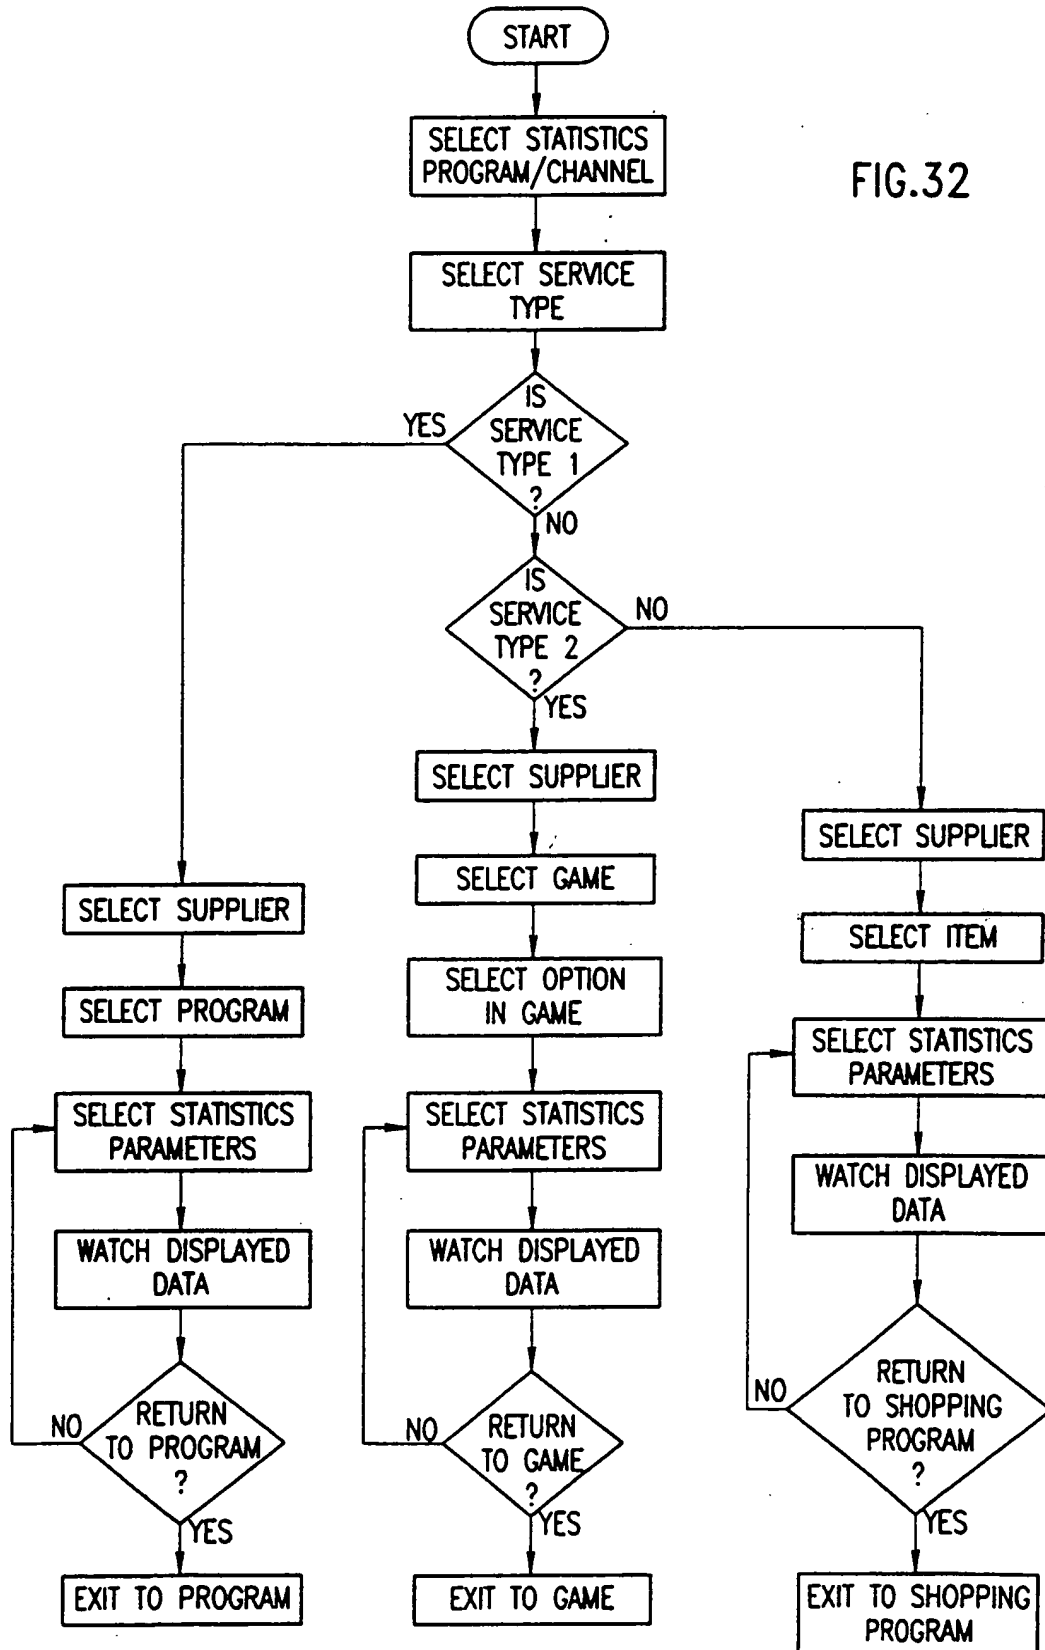 START
SELECT STATISTICS
PROGRAM/CHANNEL
FIG.32
SELECT SERVICE
TYPE
IS
SERVICE
TYPE 1
?
YES
NO
IS
SERVICE
TYPE 2
?
NO
YES
SELECT SUPPLIER
SELECT PROGRAM
SELECT STATISTICS
PARAMETERS
WATCH DISPLAYED
DATA
RETURN
TO PROGRAM
?
NO
YES
EXIT TO PROGRAM
SELECT SUPPLIER
SELECT GAME
SELECT OPTION
IN GAME
SELECT STATISTICS
PARAMETERS
WATCH DISPLAYED
DATA
RETURN
TO GAME
?
NO
YES
EXIT TO GAME
SELECT SUPPLIER
SELECT ITEM
SELECT STATISTICS
PARAMETERS
WATCH DISPLAYED
DATA
RETURN
TO SHOPPING
PROGRAM
?
NO
YES
EXIT TO SHOPPING
PROGRAM